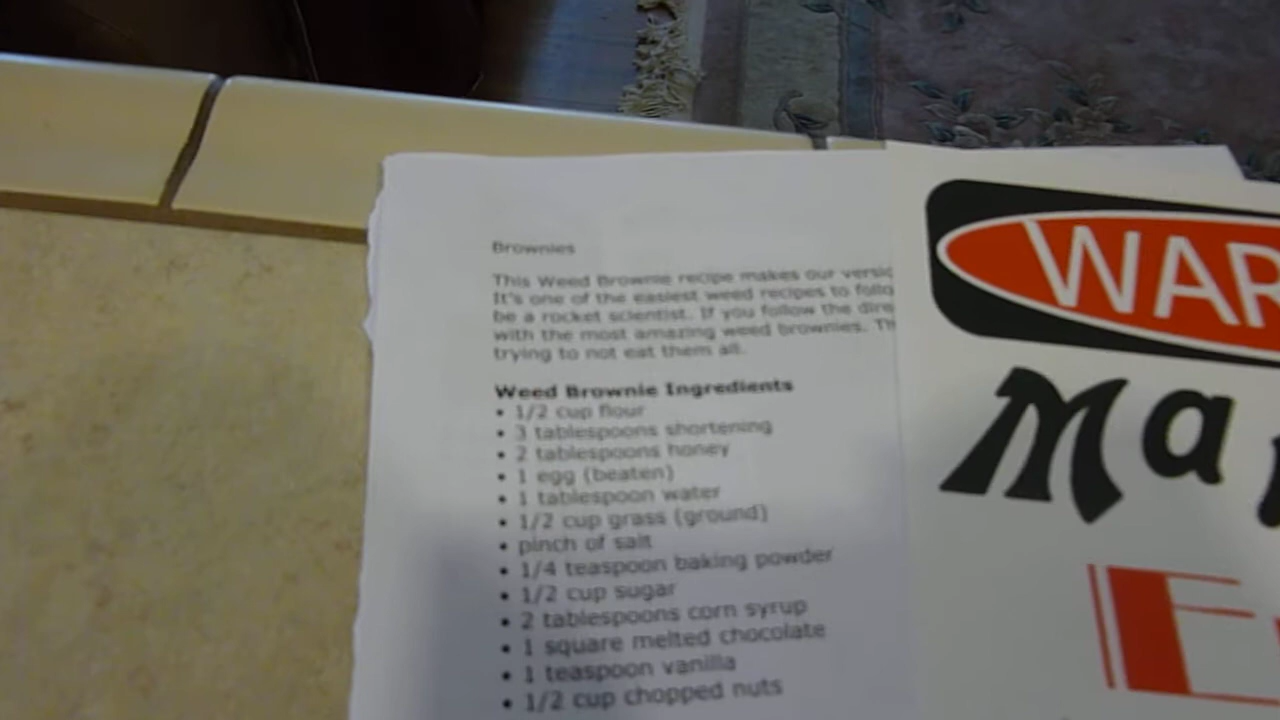 Brownies
This Weed Brownie recipe makes our
It's one of the easiest weed recipes to
be a rocket scientist. If you follow the
with the most amazing weed brownies.
trying to not eat them all.
Weed Brownie Ingredients
• 1/2 cup flour
• 3 tablespoons shortening
• 2 tablespoons honey
• 1 egg (beaten)
• 1 tablespoon water
• 1/2 cup grass (ground)
• pinch of salt
• 1/4 teaspoon baking powder
• 1/2 cup sugar
• 2 tablespoons corn syrup
• 1 square melted chocolate
• 1 teaspoon vanilla
• 1/2 cup chopped nuts
WAR
Ma